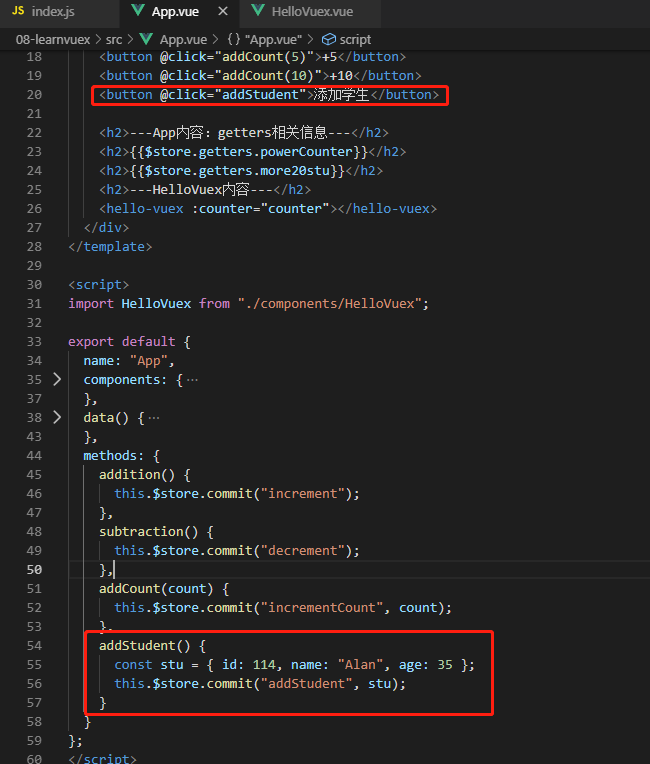 JS index.js App.vue × HelloVuex.vue
08-learnvuex > src > App.vue > {} "App.vue" > script
18 <button @click="addCount(5)">+5</button>
19 <button @click="addCount(10)">+10</button>
20 <button @click="addStudent">添加学生</button>
21
22 <h2>---App内容: getters相关信息---</h2>
23 <h2>{{$store.getters.powerCounter}}</h2>
24 <h2>{{$store.getters.more20stu}}</h2>
25 <h2>---HelloVuex内容---</h2>
26 <hello-vuex :counter="counter"></hello-vuex>
27 </div>
28 </template>
29
30 <script>
31 import HelloVuex from "./components/HelloVuex";
32
33 export default {
34 name: "App",
35 components: {…
37 },
38 data() {…
43 },
44 methods: {
45 addition() {
46 this.$store.commit("increment");
47 },
48 subtraction() {
49 this.$store.commit("decrement");
50 },
51 addCount(count) {
52 this.$store.commit("incrementCount", count);
53 },
54 addStudent() {
55 const stu = { id: 114, name: "Alan", age: 35 };
56 this.$store.commit("addStudent", stu);
57 }
58 }
59 };
60 </script>